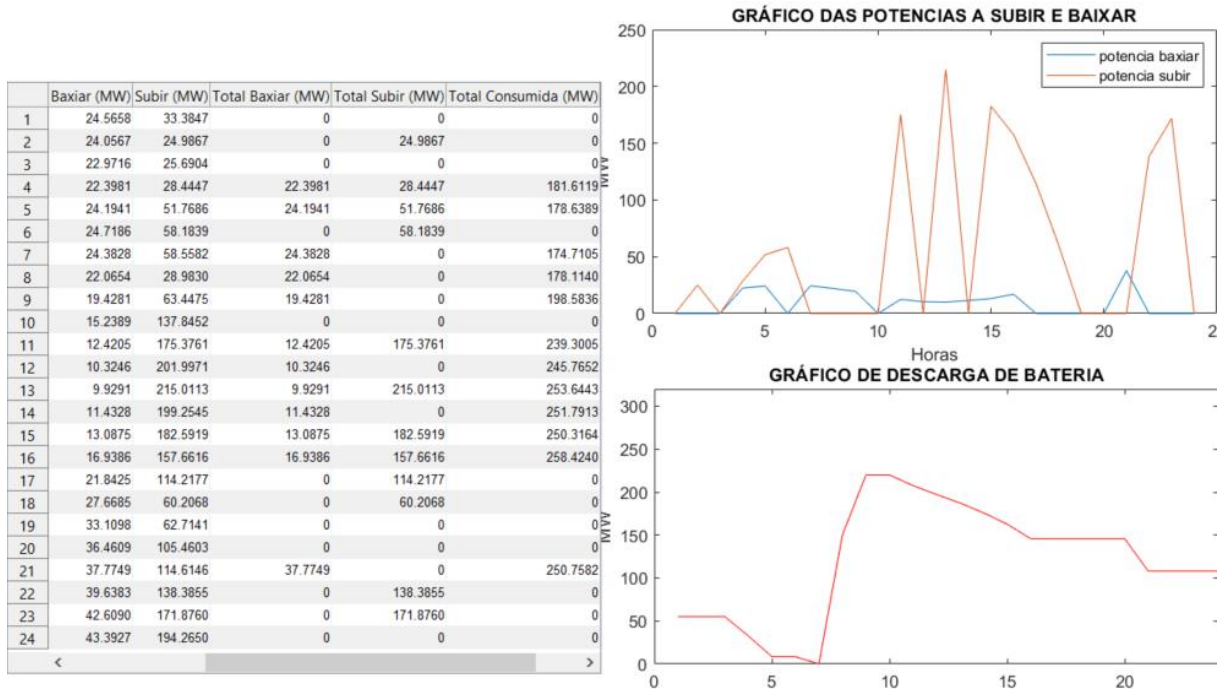 Baxiar (MW) Subir (MW) Total Baxiar (MW) Total Subir (MW) Total Consumida (MW)
1 24.5658 33.3847 0 0 0
2 24.0567 24.9867 0 24.9867 0
3 22.9716 25.6904 0 0 0
4 22.3981 28.4447 22.3981 28.4447 181.6119
5 24.1941 51.7686 24.1941 51.7686 178.6389
6 24.7186 58.1839 0 58.1839 0
7 24.3828 58.5582 24.3828 0 174.7105
8 22.0654 28.9830 22.0654 0 178.1140
9 19.4281 63.4475 19.4281 0 198.5836
10 15.2389 137.8452 0 0 0
11 12.4205 175.3761 12.4205 175.3761 239.3005
12 10.3246 201.9971 10.3246 0 245.7652
13 9.9291 215.0113 9.9291 215.0113 253.6443
14 11.4328 199.2545 11.4328 0 251.7913
15 13.0875 182.5919 13.0875 182.5919 250.3164
16 16.9386 157.6616 16.9386 157.6616 258.4240
17 21.8425 114.2177 0 114.2177 0
18 27.6685 60.2068 0 60.2068 0
19 33.1098 62.7141 0 0 0
20 36.4609 105.4603 0 0 0
21 37.7749 114.6146 37.7749 0 250.7582
22 39.6383 138.3855 0 138.3855 0
23 42.6090 171.8760 0 171.8760 0
24 43.3927 194.2650 0 0 0
GRÁFICO DAS POTENCIAS A SUBIR E BAIXAR
250
200
150
100
50
0
MW
potencia baxiar
potencia subir
0 5 10 15 20 2
Horas
GRÁFICO DE DESCARGA DE BATERIA
300
250
200
150
100
50
0
MW
0 5 10 15 20